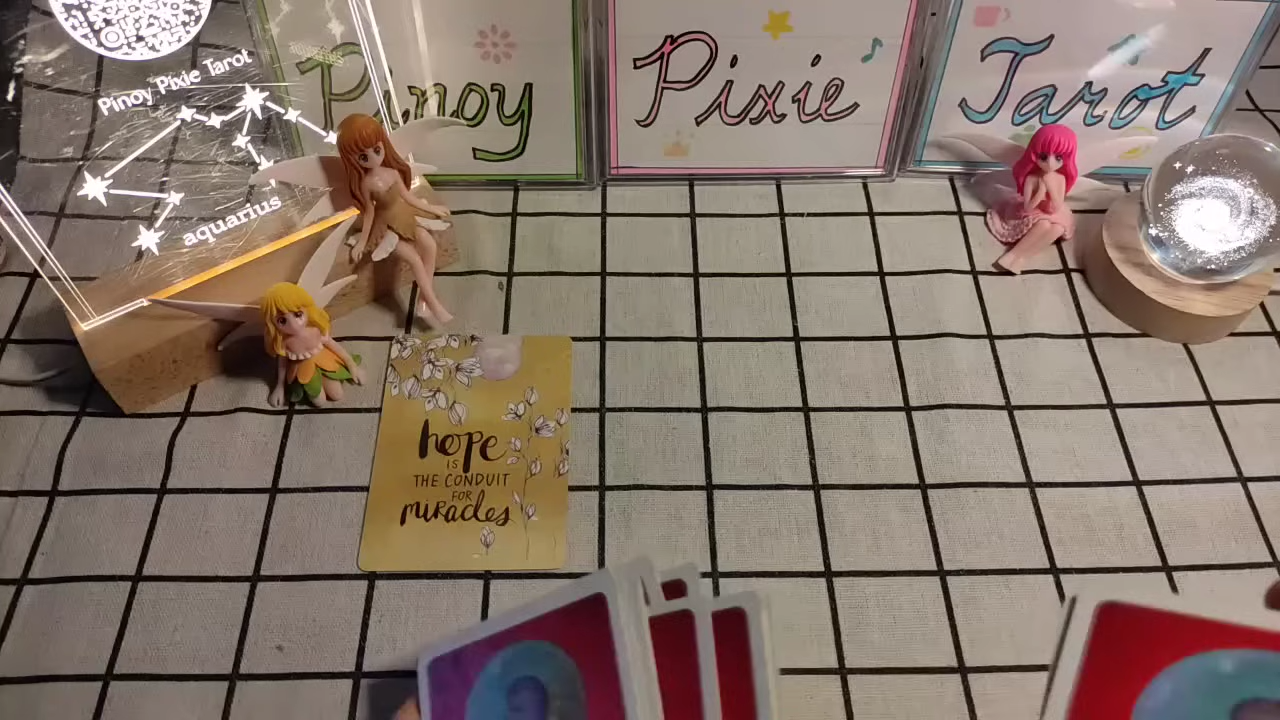 Pinoy Pixie Tarot
aquarius
Pinoy
Pixie
Tarot
hope
IS
THE CONDUIT
FOR
miracles